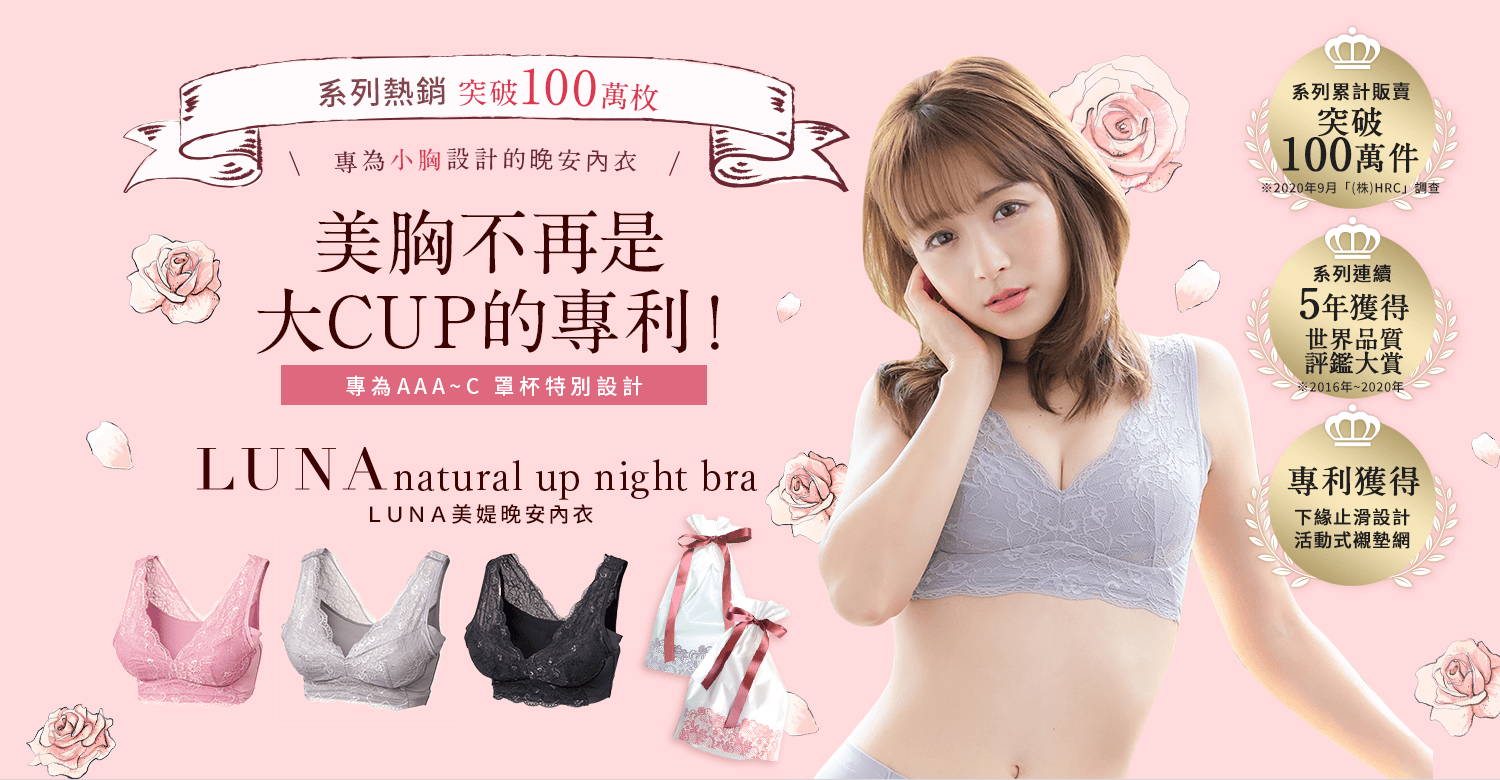 系列熱銷 突破100萬枚
\ 專為小胸設計的晚安內衣 /
美胸不再是
大CUP的專利!
專為AAA~C 罩杯特別設計
LUNA natural up night bra
LUNA美媞晚安內衣
系列累計販賣
突破
100萬件
※2020年9月「(株)HRC」調查
系列連續
5年獲得
世界品質
評鑑大賞
※2016年~2020年
專利獲得
下緣止滑設計
活動式襯墊網